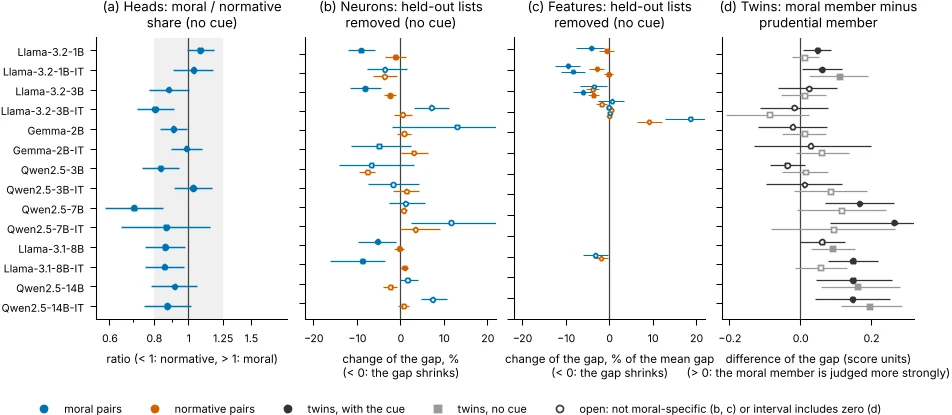 (a) Heads: moral / normative
share (no cue)
(b) Neurons: held-out lists
removed (no cue)
(c) Features: held-out lists
removed (no cue)
(d) Twins: moral member minus
prudential member
Llama-3.2-1B
Llama-3.2-1B-IT
Llama-3.2-3B
Llama-3.2-3B-IT
Gemma-2B
Gemma-2B-IT
Qwen2.5-3B
Qwen2.5-3B-IT
Qwen2.5-7B
Qwen2.5-7B-IT
Llama-3.1-8B
Llama-3.1-8B-IT
Qwen2.5-14B
Qwen2.5-14B-IT
0.6 0.8 1 1.25 1.5
−20 −10 0 10 20
−20 −10 0 10 20
−0.2 0.0 0.2
ratio (< 1: normative, > 1: moral)
change of the gap, %
(< 0: the gap shrinks)
change of the gap, % of the mean gap
(< 0: the gap shrinks)
difference of the gap (score units)
(> 0: the moral member is judged more strongly)
moral pairs
normative pairs
twins, with the cue
twins, no cue
open: not moral-specific (b, c) or interval includes zero (d)